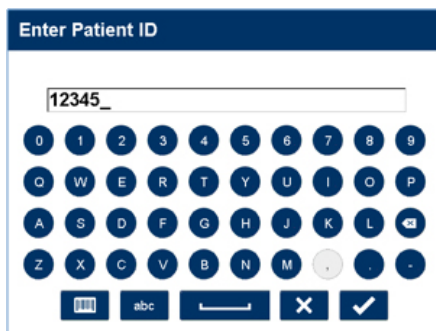 Enter Patient ID
12345_
0 1 2 3 4 5 6 7 8 9
Q W E R T Y U I O P
A S D F G H J K L
Z X C V B N M , . -
abc